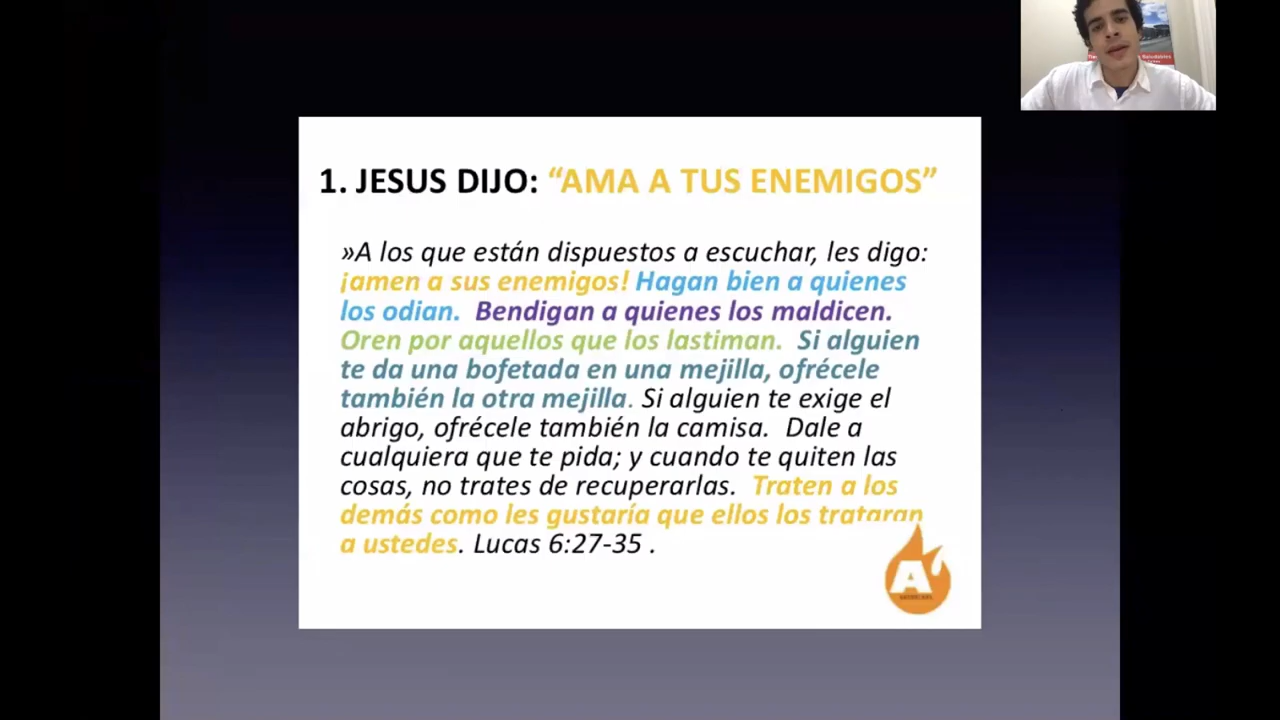 1. JESUS DIJO: “AMA A TUS ENEMIGOS”
»A los que están dispuestos a escuchar, les digo:
¡amen a sus enemigos! Hagan bien a quienes
los odian. Bendigan a quienes los maldicen.
Oren por aquellos que los lastiman. Si alguien
te da una bofetada en una mejilla, ofrécele
también la otra mejilla. Si alguien te exige el
abrigo, ofrécele también la camisa. Dale a
cualquiera que te pida; y cuando te quiten las
cosas, no trates de recuperarlas. Traten a los
demás como les gustaría que ellos los trataran
a ustedes. Lucas 6:27-35 .
A